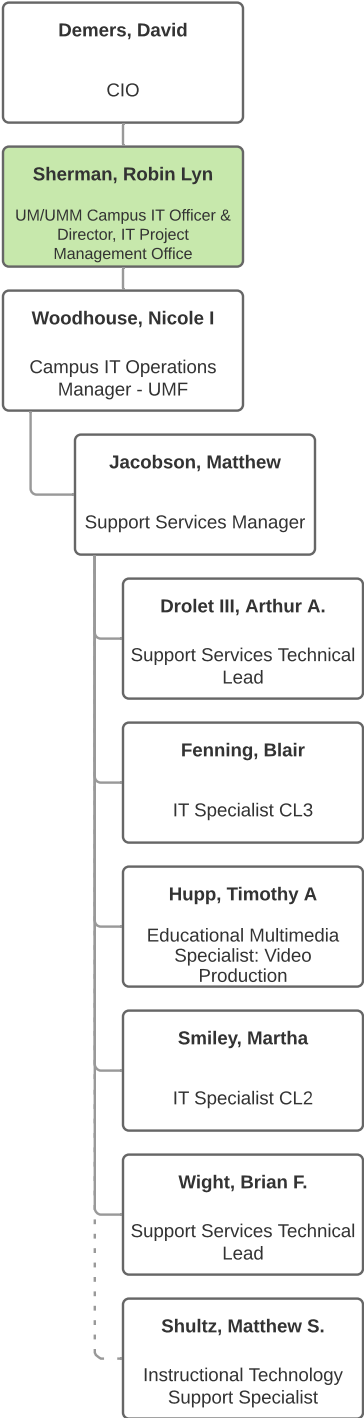 Demers, David
CIO
Sherman, Robin Lyn
UM/UMM Campus IT Officer &
Director, IT Project
Management Office
Woodhouse, Nicole I
Campus IT Operations
Manager - UMF
Jacobson, Matthew
Support Services Manager
Drolet III, Arthur A.
Support Services Technical
Lead
Fenning, Blair
IT Specialist CL3
Hupp, Timothy A
Educational Multimedia
Specialist: Video
Production
Smiley, Martha
IT Specialist CL2
Wight, Brian F.
Support Services Technical
Lead
Shultz, Matthew S.
Instructional Technology
Support Specialist